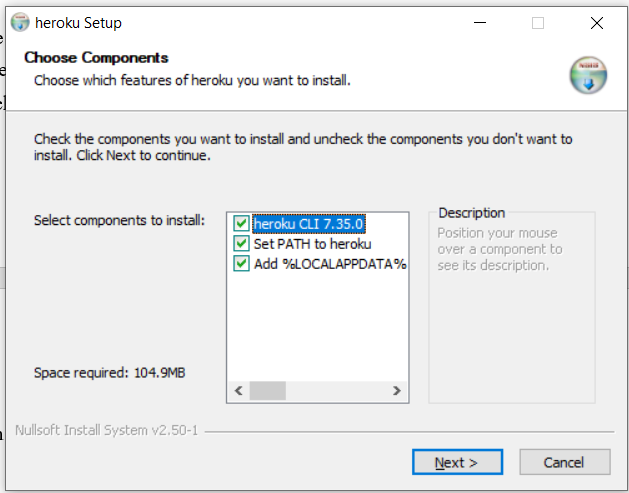 heroku Setup
Choose Components
Choose which features of heroku you want to install.
Check the components you want to install and uncheck the components you don't want to
install. Click Next to continue.
Select components to install:
heroku CLI 7.35.0
Set PATH to heroku
Add %LOCALAPPDATA%
Description
Position your mouse
over a component to
see its description.
Space required: 104.9MB
Nullsoft Install System v2.50-1
Next >
Cancel